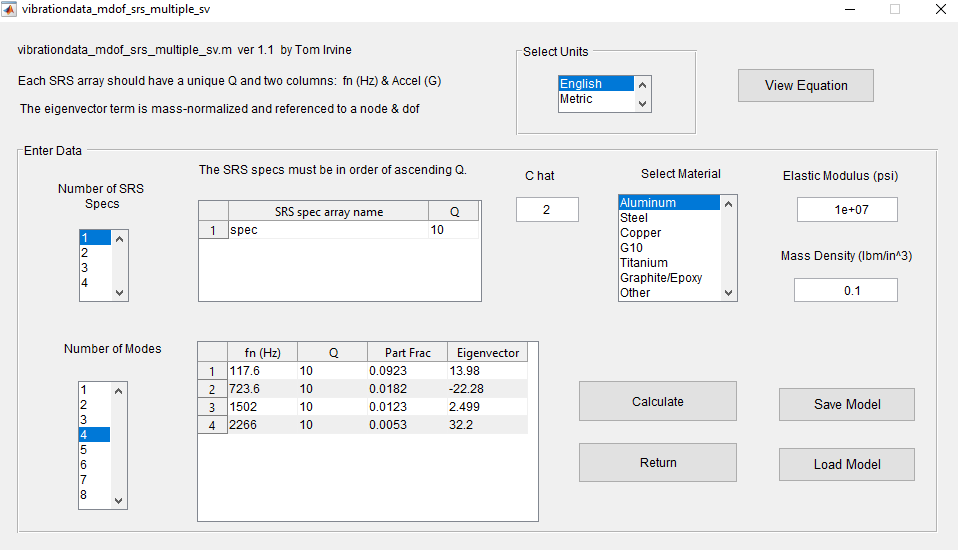 vibrationdata_mdof_srs_multiple_sv
vibrationdata_mdof_srs_multiple_sv.m ver 1.1 by Tom Irvine
Each SRS array should have a unique Q and two columns: fn (Hz) & Accel (G)
The eigenvector term is mass-normalized and referenced to a node & dof
Select Units
English
Metric
View Equation
Enter Data
Number of SRS
Specs
1
2
3
4
The SRS specs must be in order of ascending Q.
SRS spec array name Q
1 spec 10
C hat
2
Select Material
Aluminum
Steel
Copper
G10
Titanium
Graphite/Epoxy
Other
Elastic Modulus (psi)
1e+07
Mass Density (lbm/in^3)
0.1
Number of Modes
1
2
3
4
5
6
7
8
fn (Hz) Q Part Frac Eigenvector
1 117.6 10 0.0923 13.98
2 723.6 10 0.0182 -22.28
3 1502 10 0.0123 2.499
4 2266 10 0.0053 32.2
Calculate
Save Model
Return
Load Model